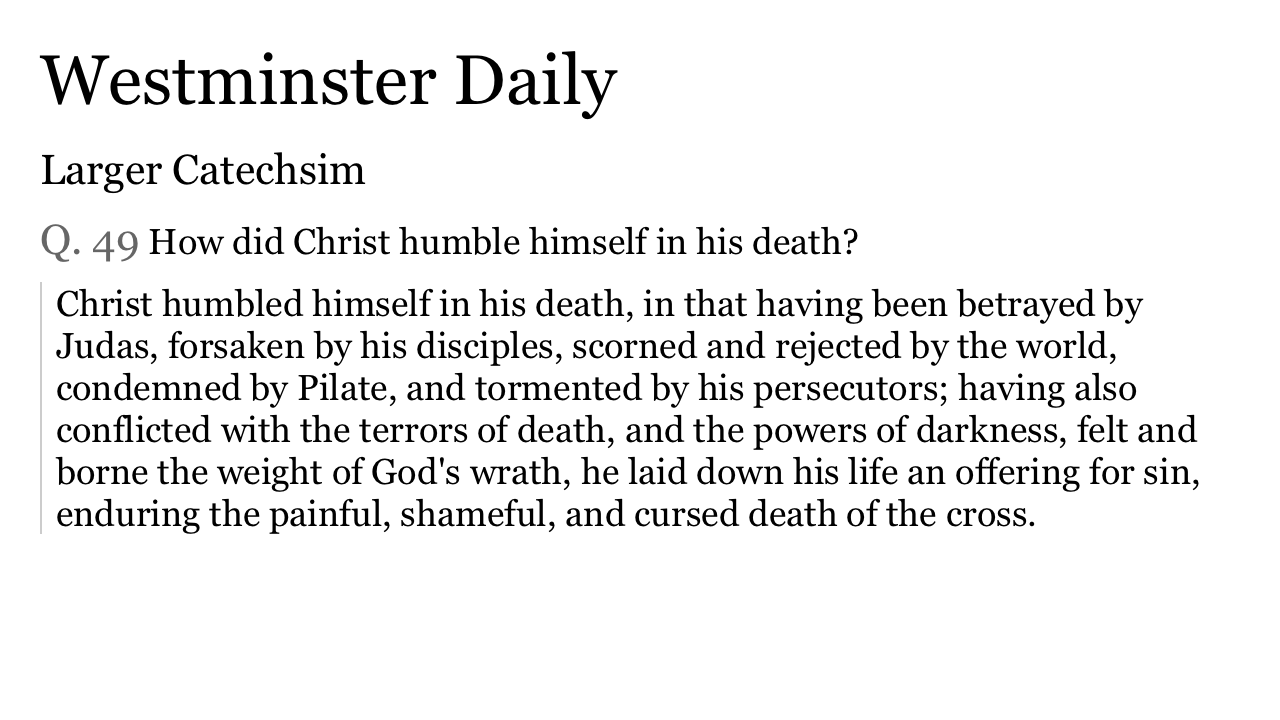 Westminster Daily
Larger Catechsim
Q. 49 How did Christ humble himself in his death?
Christ humbled himself in his death, in that having been betrayed by
Judas, forsaken by his disciples, scorned and rejected by the world,
condemned by Pilate, and tormented by his persecutors; having also
conflicted with the terrors of death, and the powers of darkness, felt and
borne the weight of God's wrath, he laid down his life an offering for sin,
enduring the painful, shameful, and cursed death of the cross.